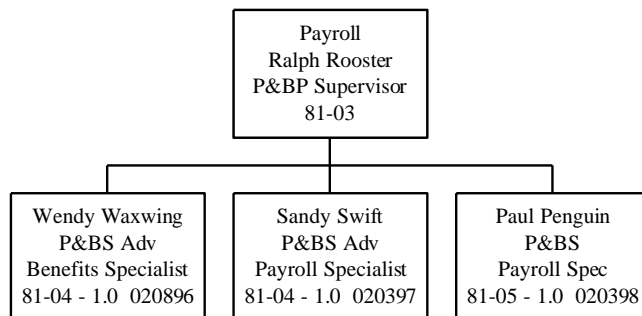 Payroll
Ralph Rooster
P&BP Supervisor
81-03
Wendy Waxwing
P&BS Adv
Benefits Specialist
81-04 - 1.0 020896
Sandy Swift
P&BS Adv
Payroll Specialist
81-04 - 1.0 020397
Paul Penguin
P&BS
Payroll Spec
81-05 - 1.0 020398